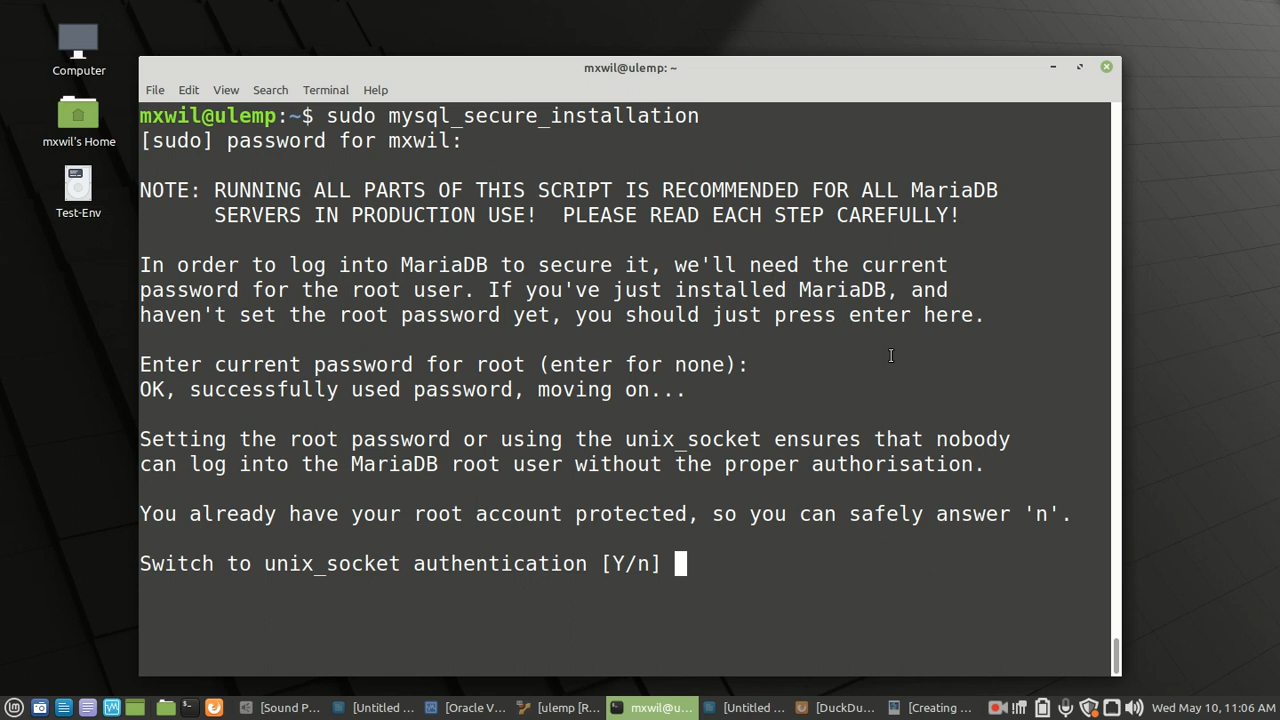 Computer
mxwil's Home
Test-Env
mxwil@ulemp: ~
File Edit View Search Terminal Help
mxwil@ulemp:~$ sudo mysql_secure_installation
[sudo] password for mxwil:
NOTE: RUNNING ALL PARTS OF THIS SCRIPT IS RECOMMENDED FOR ALL MariaDB
SERVERS IN PRODUCTION USE!  PLEASE READ EACH STEP CAREFULLY!
In order to log into MariaDB to secure it, we'll need the current
password for the root user. If you've just installed MariaDB, and
haven't set the root password yet, you should just press enter here.
Enter current password for root (enter for none):
OK, successfully used password, moving on...
Setting the root password or using the unix_socket ensures that nobody
can log into the MariaDB root user without the proper authorisation.
You already have your root account protected, so you can safely answer 'n'.
Switch to unix_socket authentication [Y/n]
[Sound P... [Untitled ... [Oracle V... [ulemp [R... mxwil@u... [Untitled ... [DuckDu... [Creating ... Wed May 10, 11:06 AM